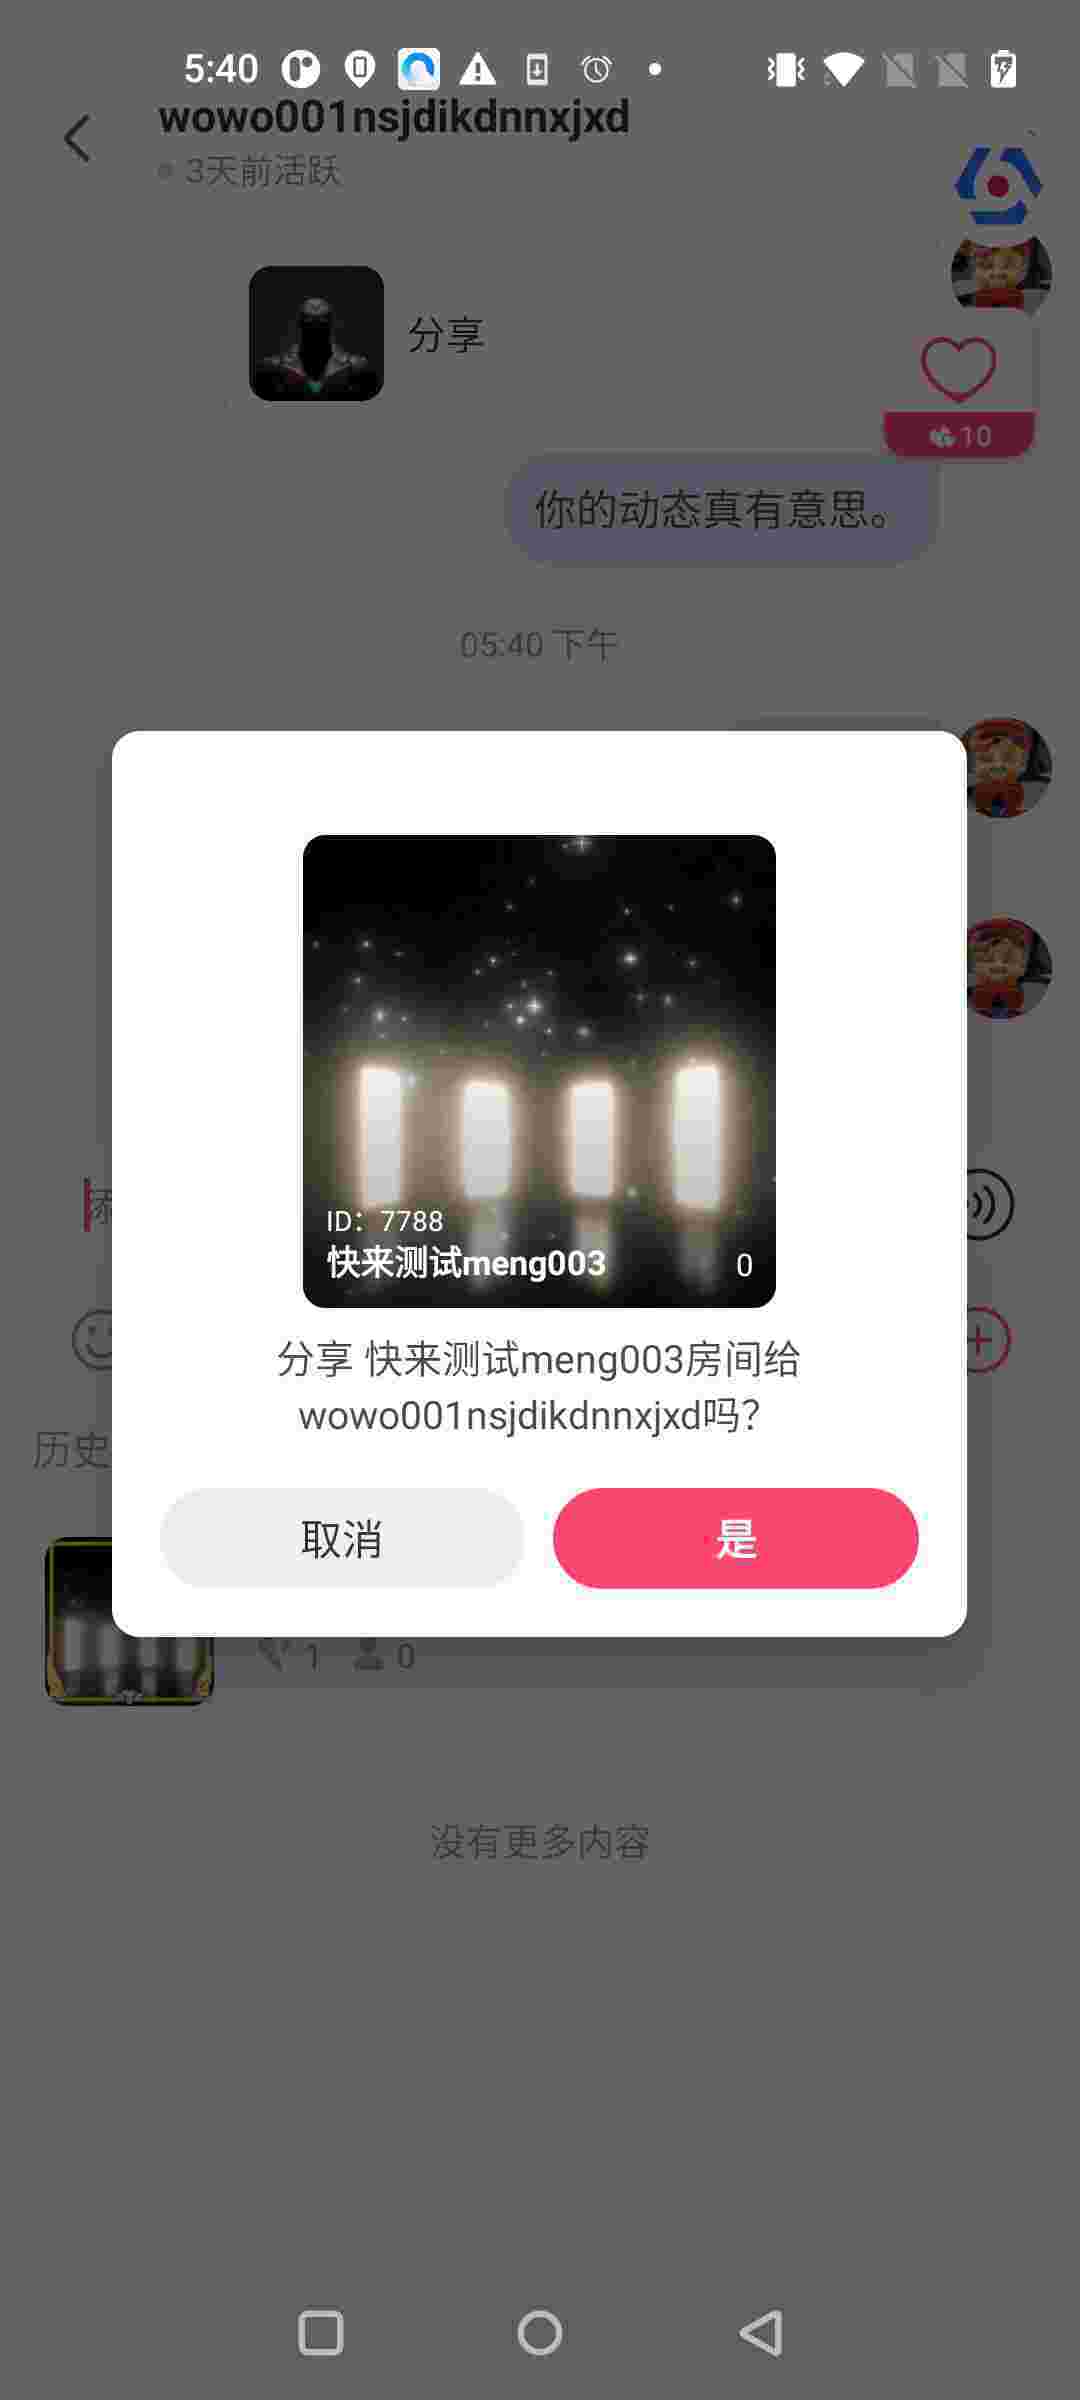 5:40
wowo001nsjdikdnnxjxd
3天前活跃
分享
10
你的动态真有意思。
05:40 下午
ID：7788
快来测试meng003
0
分享 快来测试meng003房间给
wowo001nsjdikdnnxjxd吗？
历史
取消
是
1
0
没有更多内容